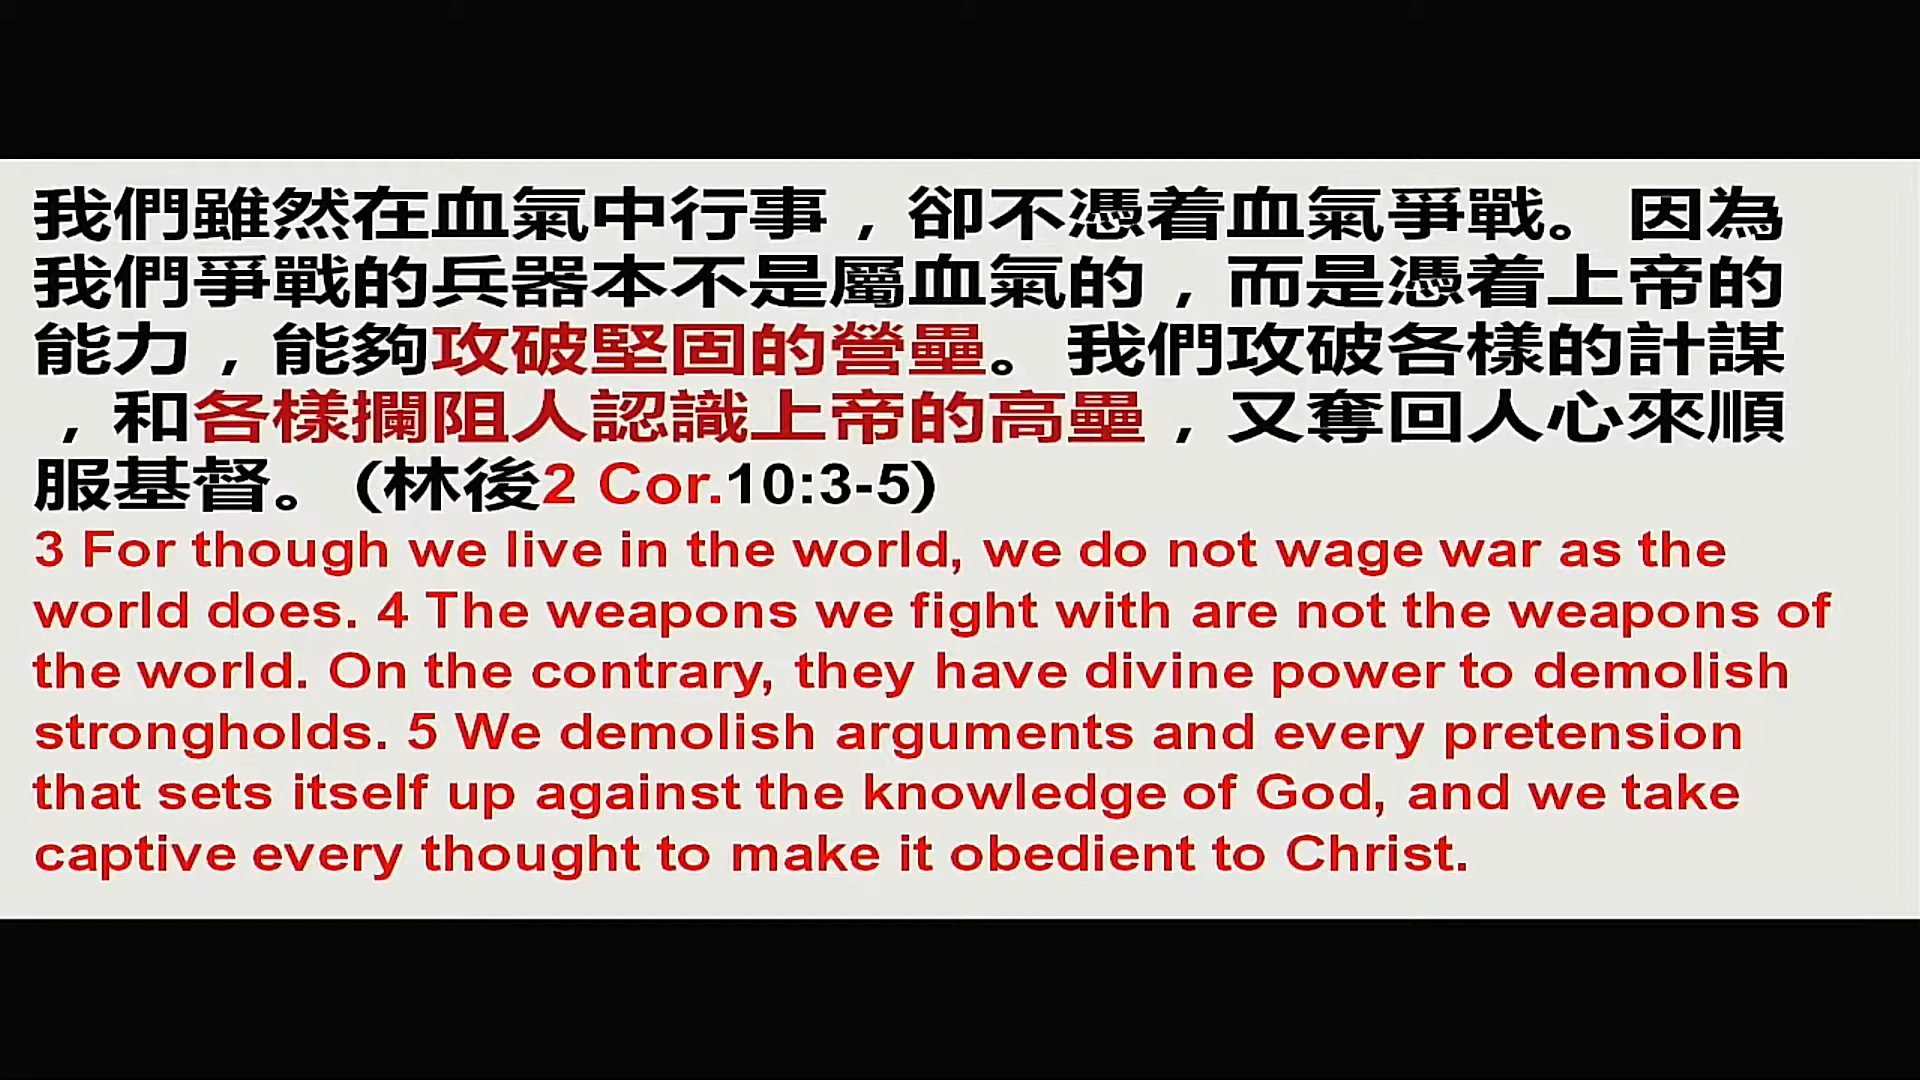 我們雖然在血氣中行事，卻不憑着血氣爭戰。因為
我們爭戰的兵器本不是屬血氣的，而是憑着上帝的
能力，能夠攻破堅固的營壘。我們攻破各樣的計謀
，和各樣攔阻人認識上帝的高壘，又奪回人心來順
服基督。(林後2 Cor.10:3-5)
3 For though we live in the world, we do not wage war as the
world does. 4 The weapons we fight with are not the weapons of
the world. On the contrary, they have divine power to demolish
strongholds. 5 We demolish arguments and every pretension
that sets itself up against the knowledge of God, and we take
captive every thought to make it obedient to Christ.